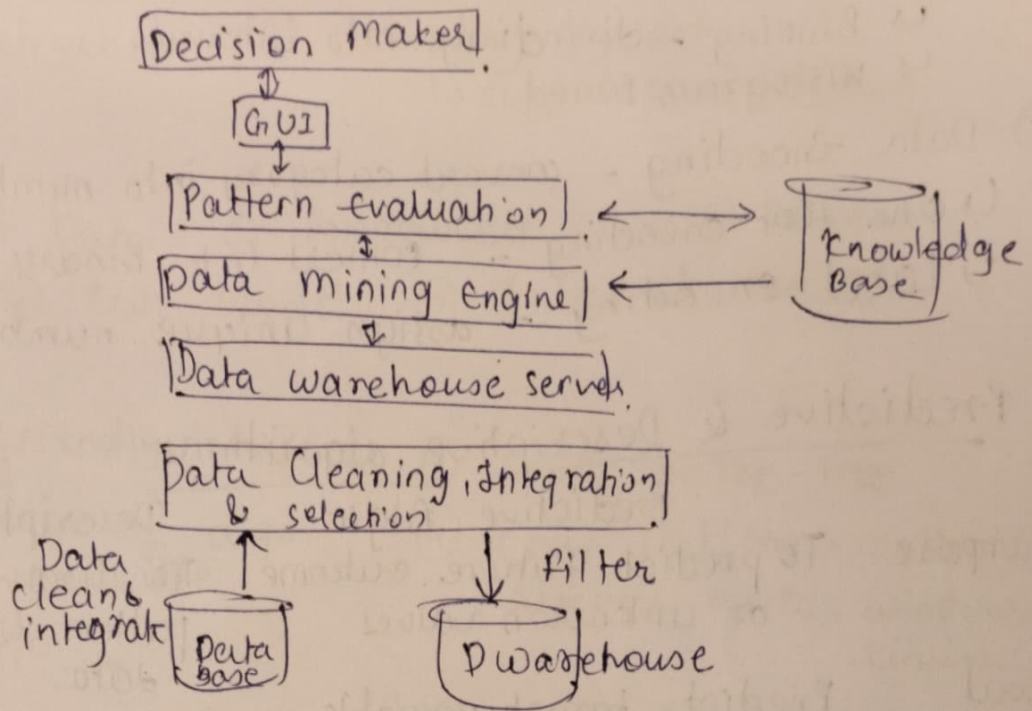 Decision Maker
GUI
Pattern Evaluation
Knowledge
Base
Data Mining Engine
Data warehouse server
Data Cleaning, Integration
& selection
Data
clean &
integrate
filter
Data
Base
D warehouse